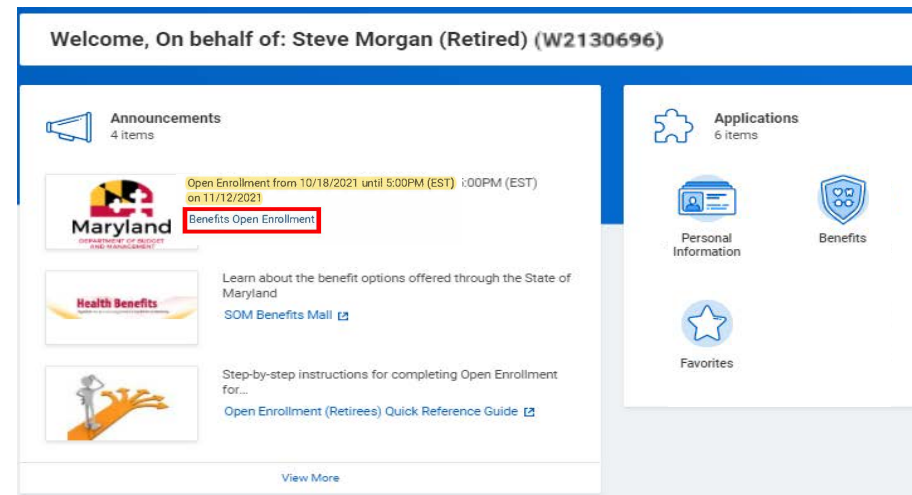 Welcome, On behalf of: Steve Morgan (Retired) (W2130696)
Announcements
4 items
Open Enrollment from 10/18/2021 until 5:00PM (EST) :00PM (EST)
on 11/12/2021
Benefits Open Enrollment
Maryland
DEPARTMENT OF BUDGET
AND MANAGEMENT
Health Benefits
Learn about the benefit options offered through the State of
Maryland
SOM Benefits Mall
Step-by-step instructions for completing Open Enrollment
for...
Open Enrollment (Retirees) Quick Reference Guide
View More
Applications
6 items
Personal
Information
Benefits
Favorites